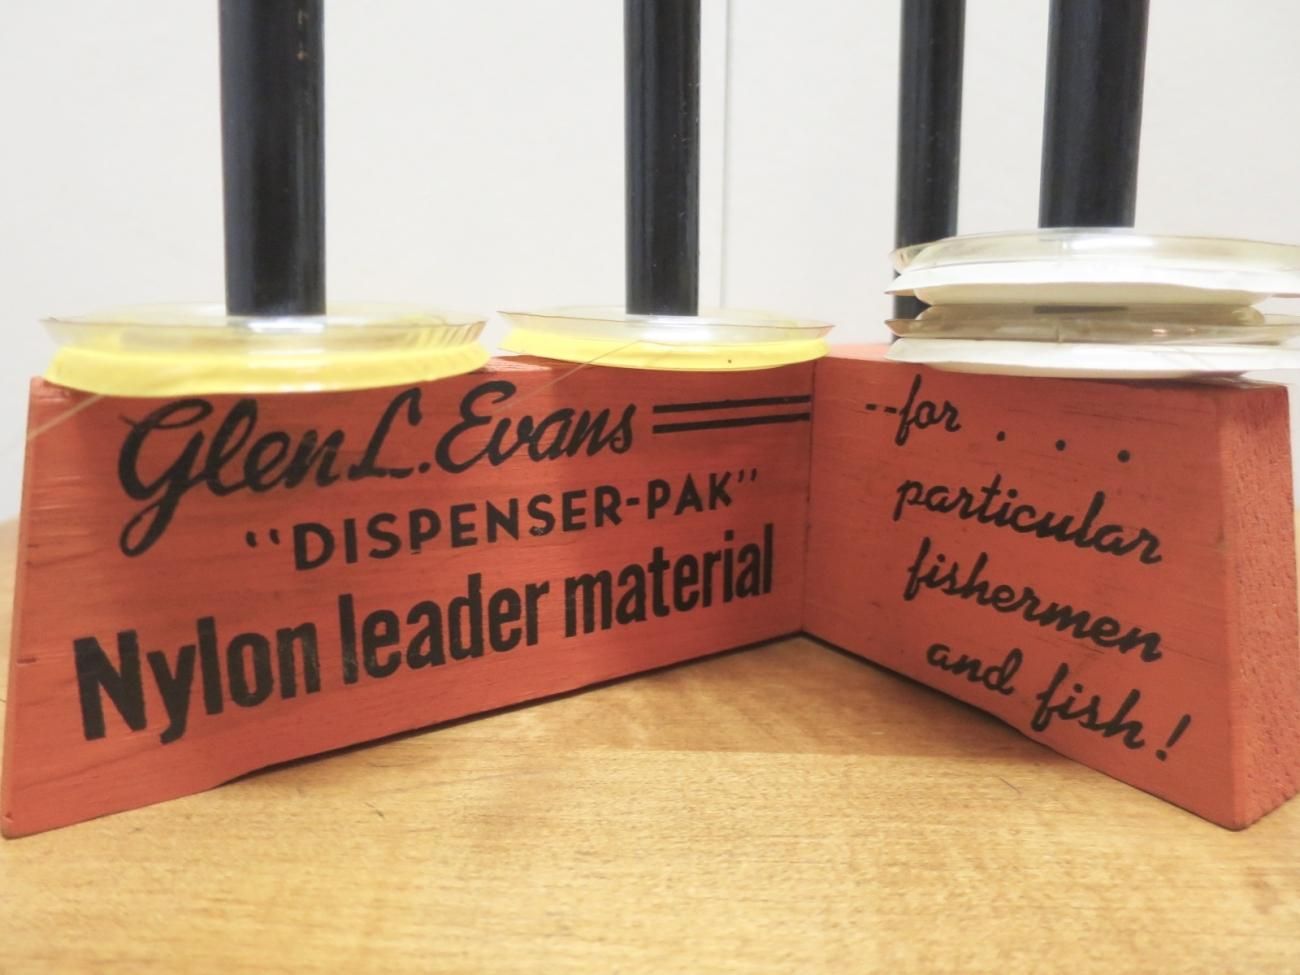 Glen L. Evans
"DISPENSER-PAK"
Nylon leader material
--for . . .
particular
fishermen
and fish!